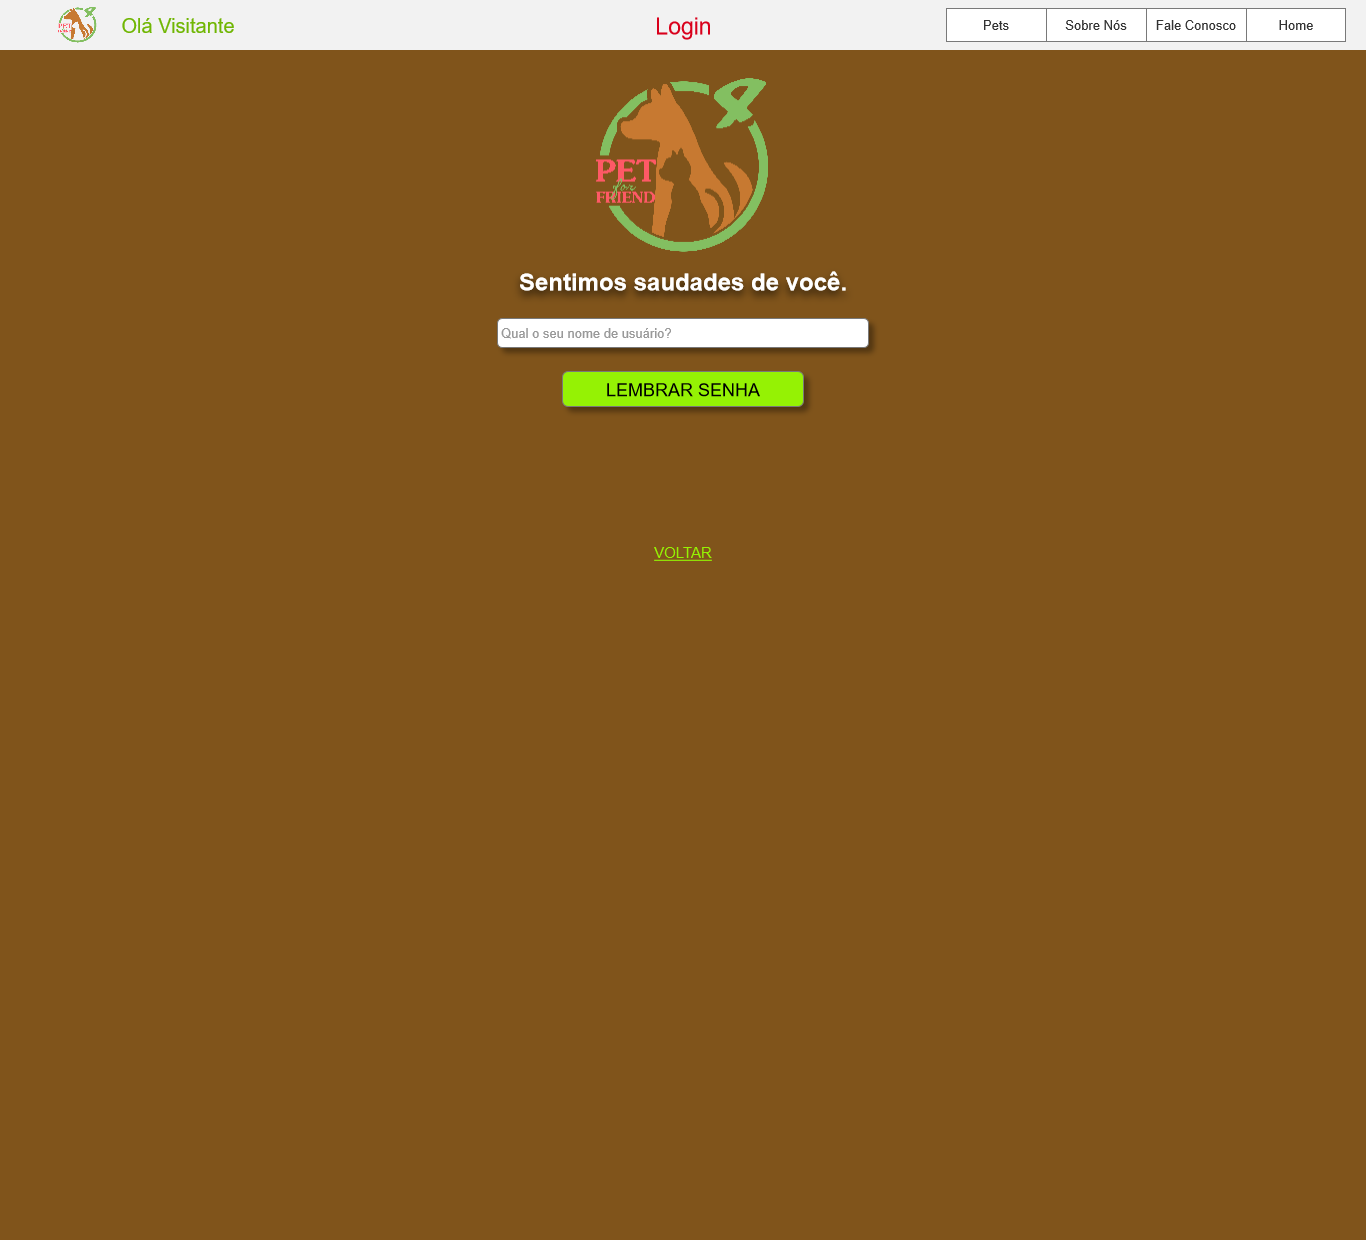 Olá Visitante
Login
Pets
Sobre Nós
Fale Conosco
Home
PET
for
FRIEND
Sentimos saudades de você.
Qual o seu nome de usuário?
LEMBRAR SENHA
VOLTAR